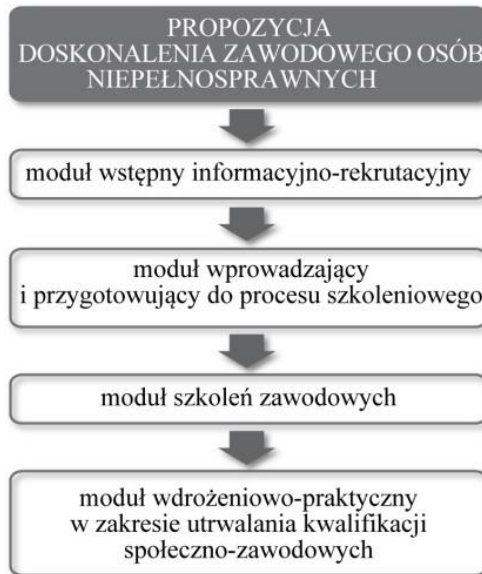 PROPOZYCJA
DOSKONALENIA ZAWODOWEGO OSÓB
NIEPEŁNOSPRAWNYCH
moduł wstępny informacyjno-rekrutacyjny
moduł wprowadzający
i przygotowujący do procesu szkoleniowego
moduł szkoleń zawodowych
moduł wdrożeniowo-praktyczny
w zakresie utrwalania kwalifikacji
społeczno-zawodowych